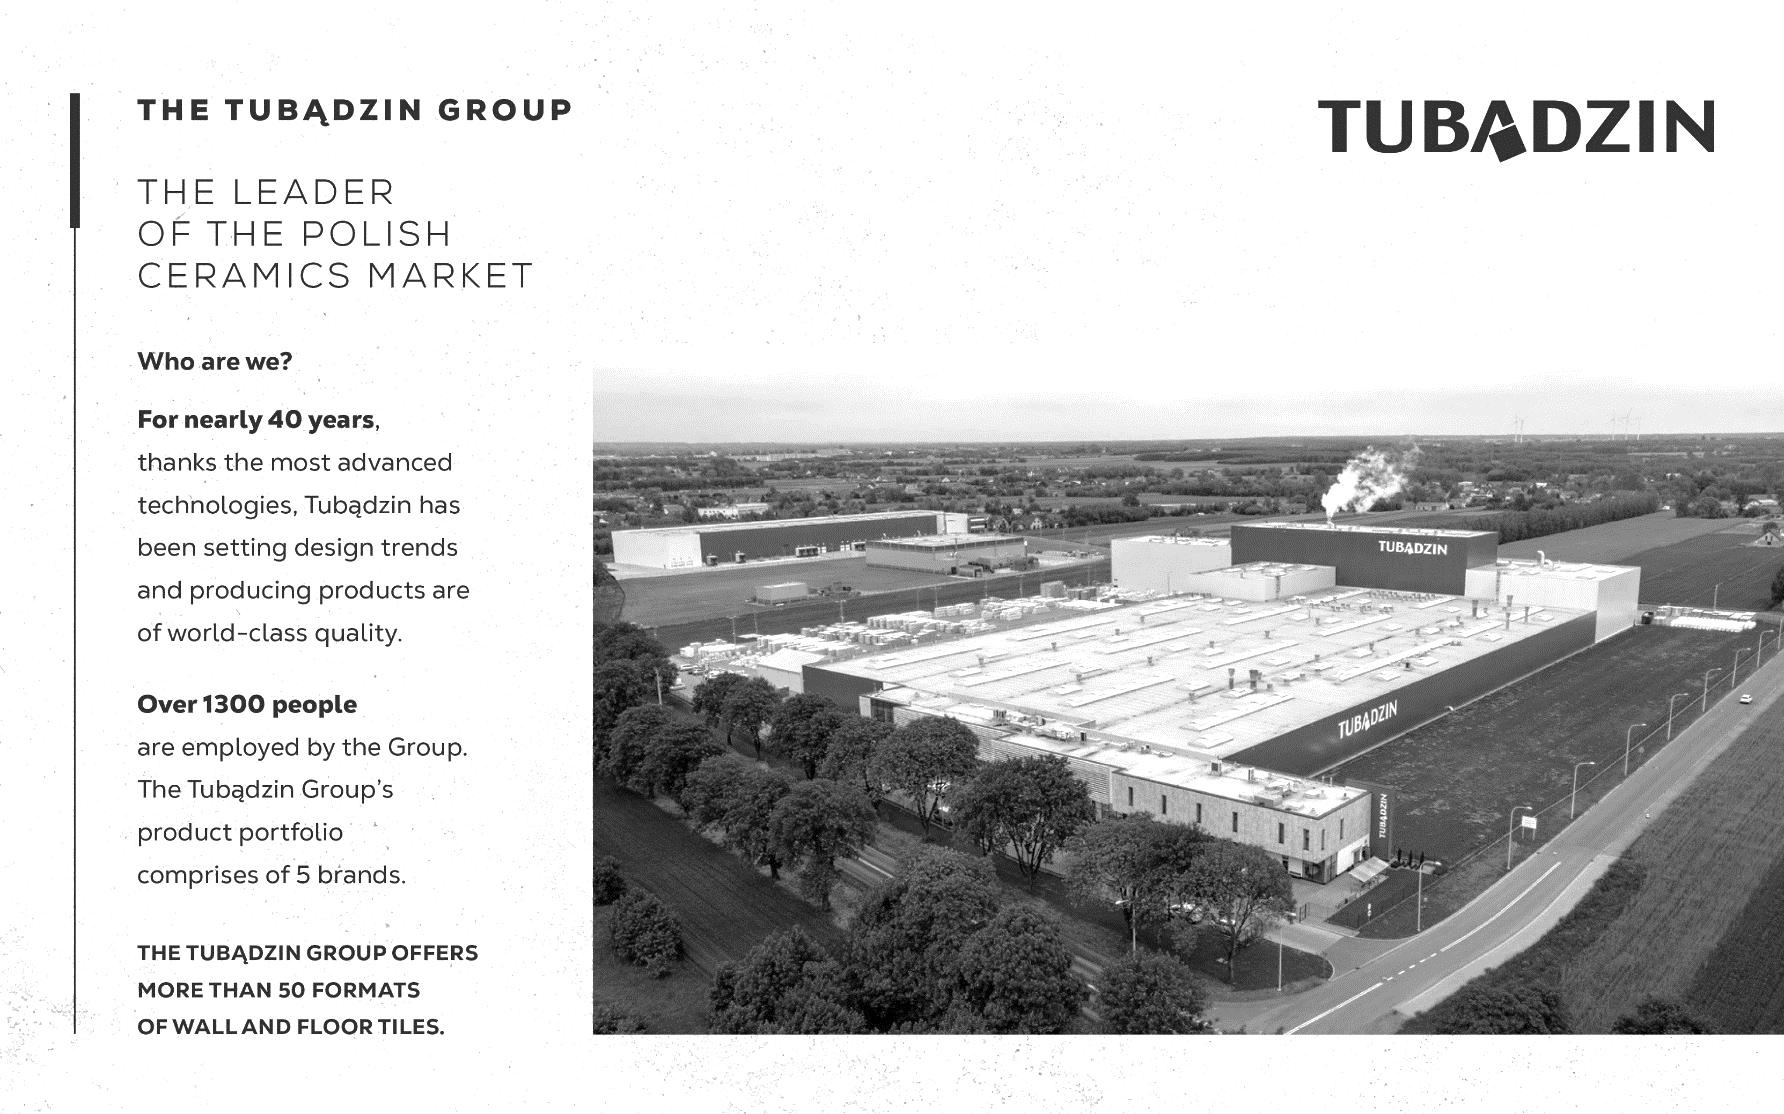 THE TUBĄDZIN GROUP
TUBĄDZIN
THE LEADER
OF THE POLISH
CERAMICS MARKET
Who are we?
For nearly 40 years,
thanks the most advanced
technologies, Tubądzin has
been setting design trends
and producing products are
of world-class quality.
Over 1300 people
are employed by the Group.
The Tubądzin Group's
product portfolio
comprises of 5 brands.
THE TUBĄDZIN GROUP OFFERS
MORE THAN 50 FORMATS
OF WALL AND FLOOR TILES.
TUBĄDZIN
TUBĄDZIN
TUBĄDZIN